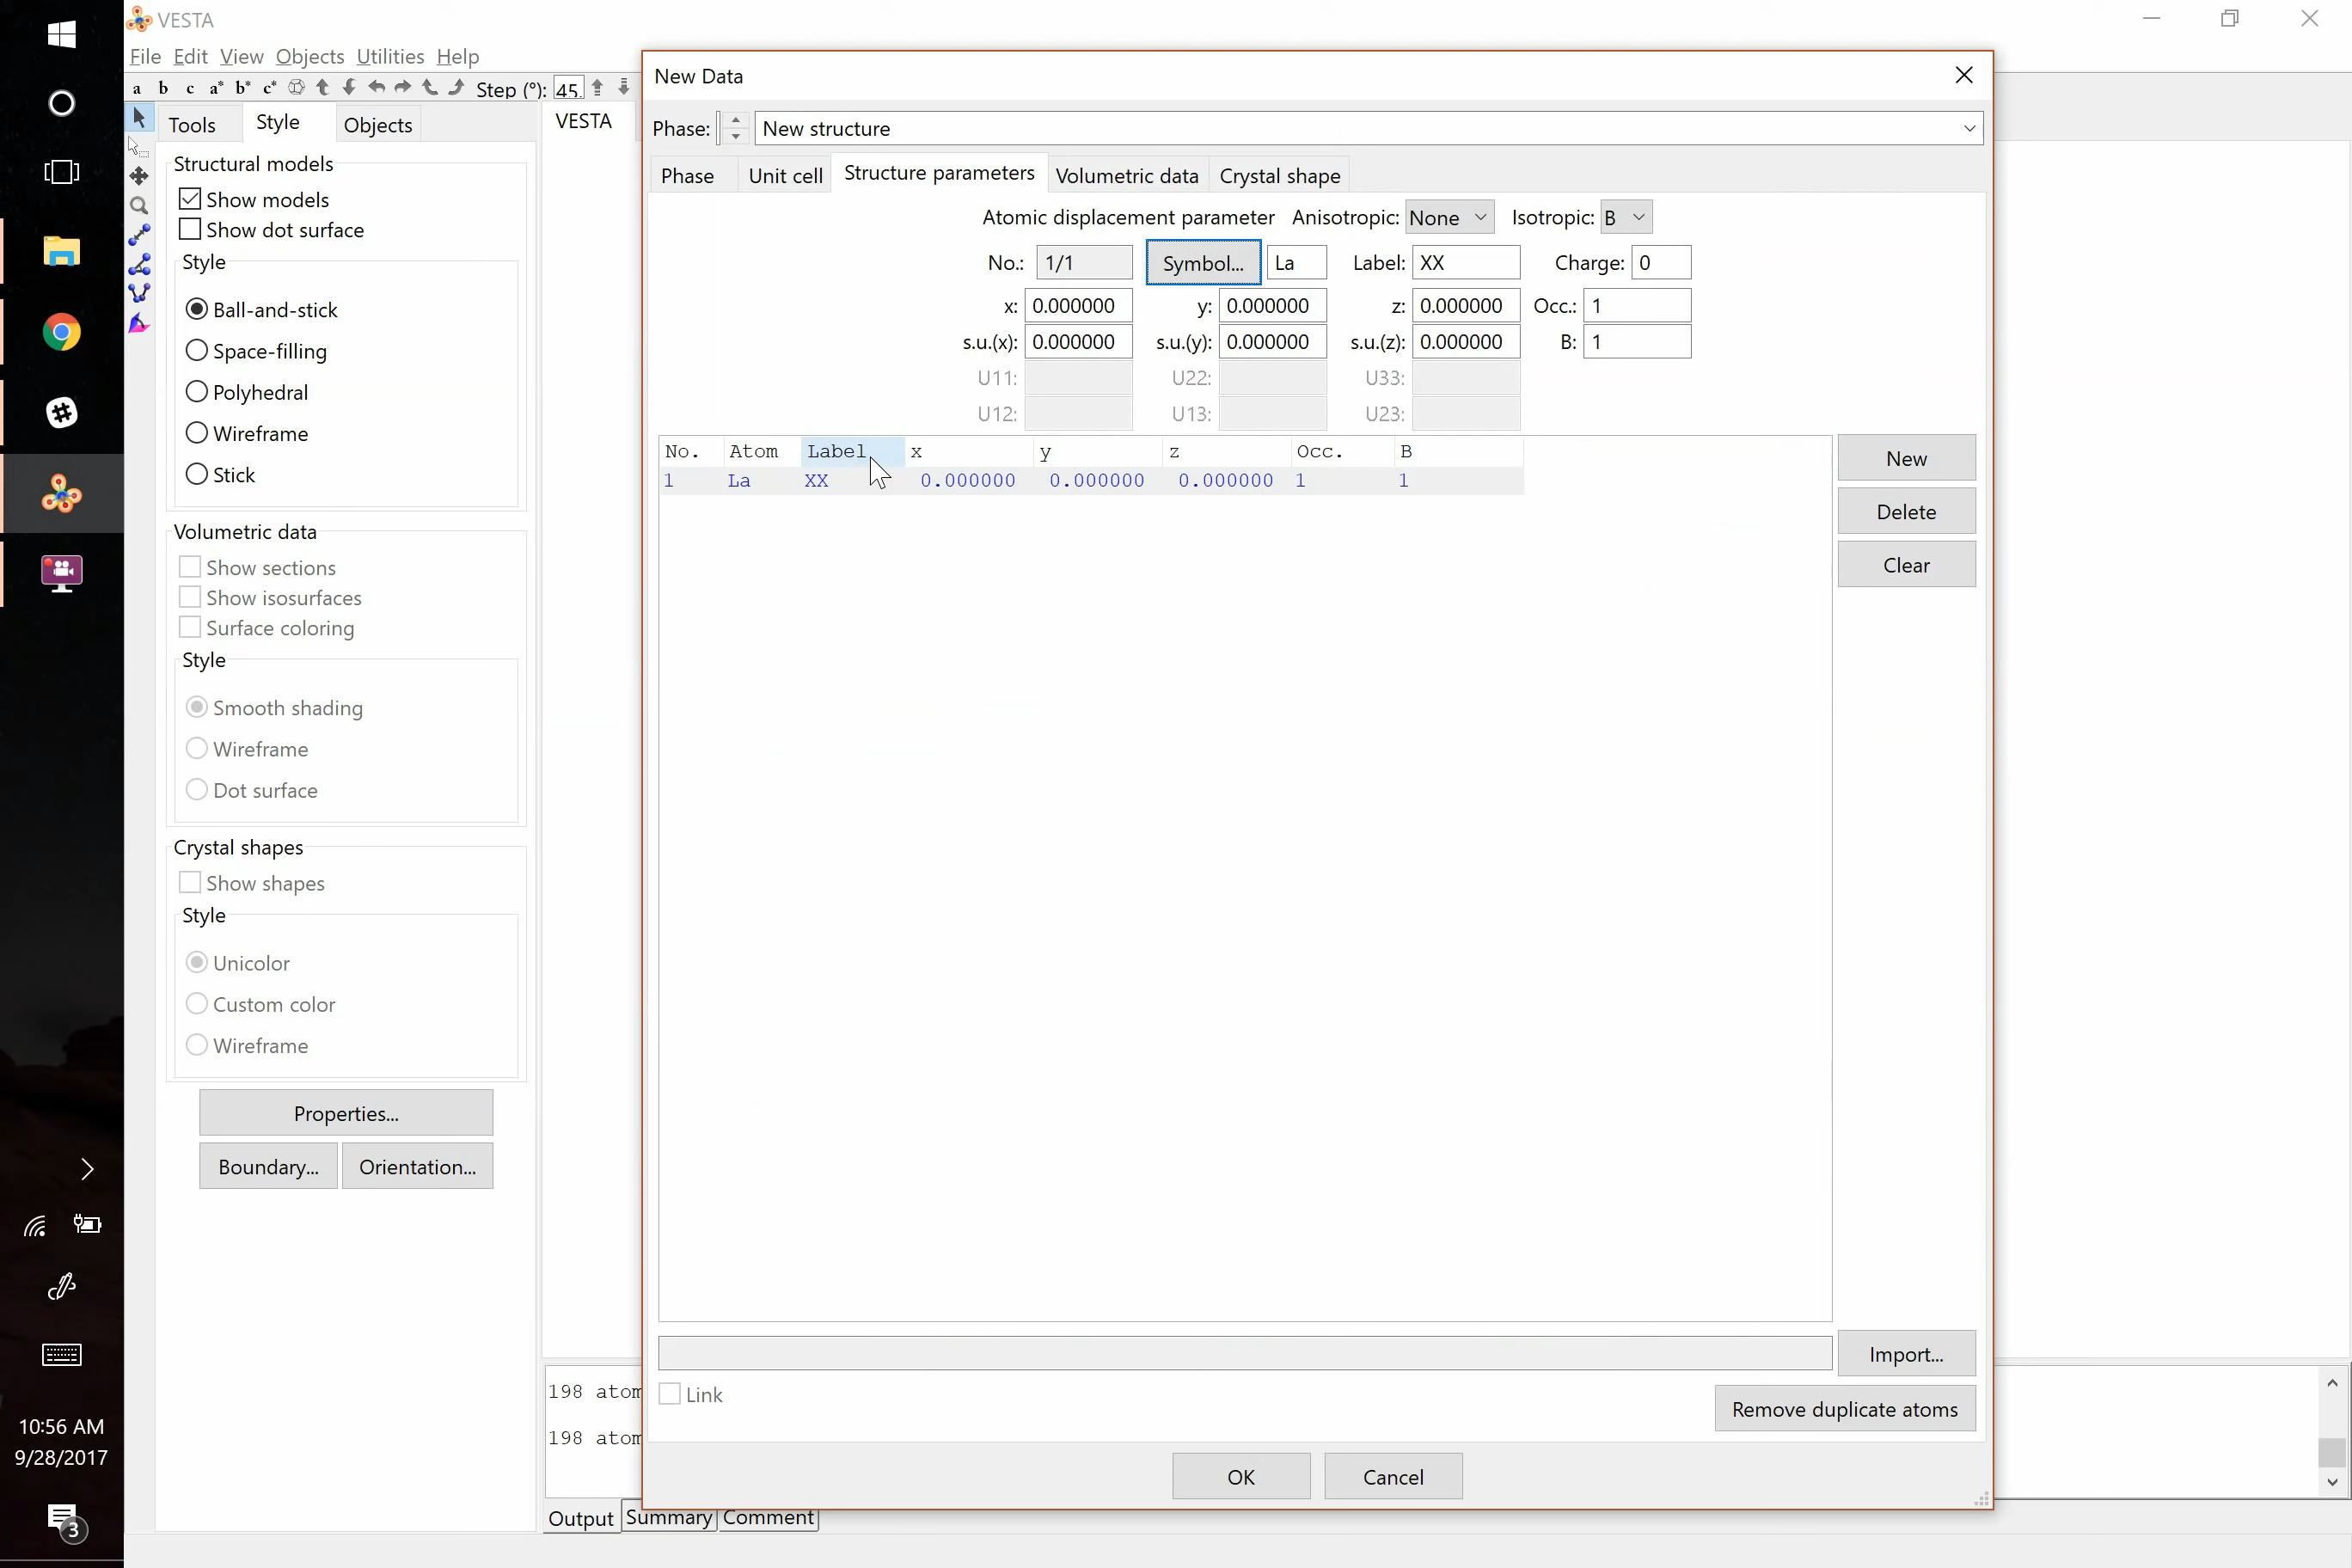 VESTA
File Edit View Objects Utilities Help
a b c a* b* c* Step (°): 45.
Tools Style Objects
Structural models
Show models
Show dot surface
Style
Ball-and-stick
Space-filling
Polyhedral
Wireframe
Stick
Volumetric data
Show sections
Show isosurfaces
Surface coloring
Style
Smooth shading
Wireframe
Dot surface
Crystal shapes
Show shapes
Style
Unicolor
Custom color
Wireframe
Properties...
Boundary... Orientation...
VESTA
New Data
Phase: New structure
Phase Unit cell Structure parameters Volumetric data Crystal shape
Atomic displacement parameter Anisotropic: None Isotropic: B
No.: 1/1 Symbol... La Label: XX Charge: 0
x: 0.000000 y: 0.000000 z: 0.000000 Occ.: 1
s.u.(x): 0.000000 s.u.(y): 0.000000 s.u.(z): 0.000000 B: 1
U11: U22: U33:
U12: U13: U23:
No. Atom Label x y z Occ. B
1 La XX 0.000000 0.000000 0.000000 1 1
New
Delete
Clear
Import...
Link
Remove duplicate atoms
OK Cancel
198 atom
198 atom
Output Summary Comment
10:56 AM
9/28/2017
3